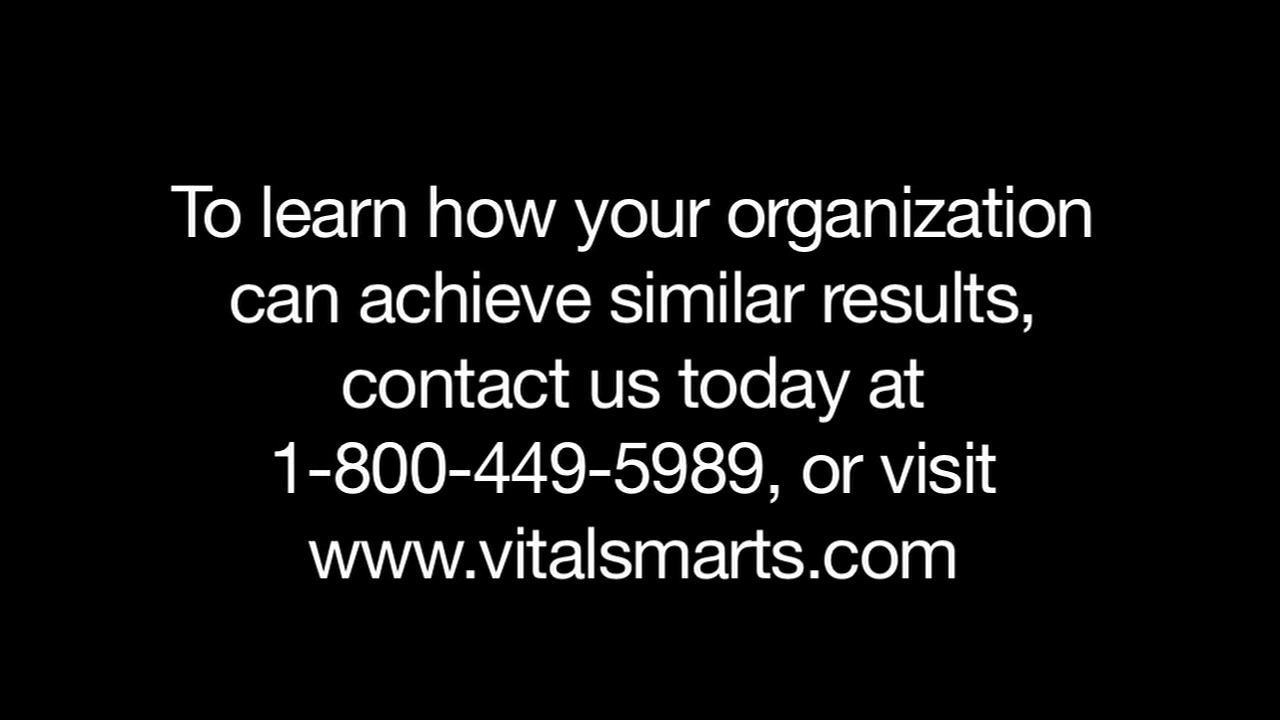 To learn how your organization
can achieve similar results,
contact us today at
1-800-449-5989, or visit
www.vitalsmarts.com